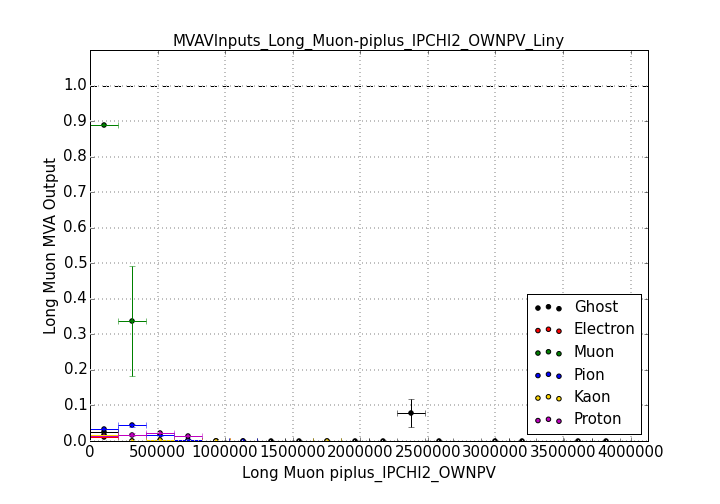 MVAVInputs_Long_Muon-piplus_IPCHI2_OWNPV_Liny
1.0
0.9
0.8
0.7
0.6
0.5
0.4
0.3
0.2
0.1
0.0
Long Muon MVA Output
Ghost
Electron
Muon
Pion
Kaon
Proton
0 500000 1000000 1500000 2000000 2500000 3000000 3500000 4000000
Long Muon piplus_IPCHI2_OWNPV